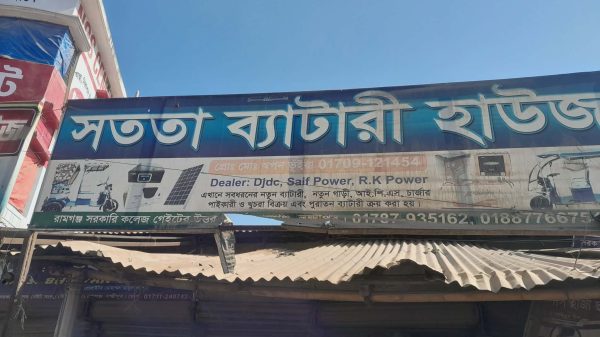 সততা ব্যাটারী হাউজ
01709-121454
Dealer: Djdc, Saif Power, R.K Power
এখানে সবধরনের নতুন ব্যাটারী, নতুন গাড়ী, আই.পি.এস, চার্জার
পাইকারী ও খুচরা বিক্রয় এবং পুরাতন ব্যাটারী ক্রয় করা হয়।
রামগঞ্জ সরকারি কলেজ গেইটের উত্তর
01787-935162,